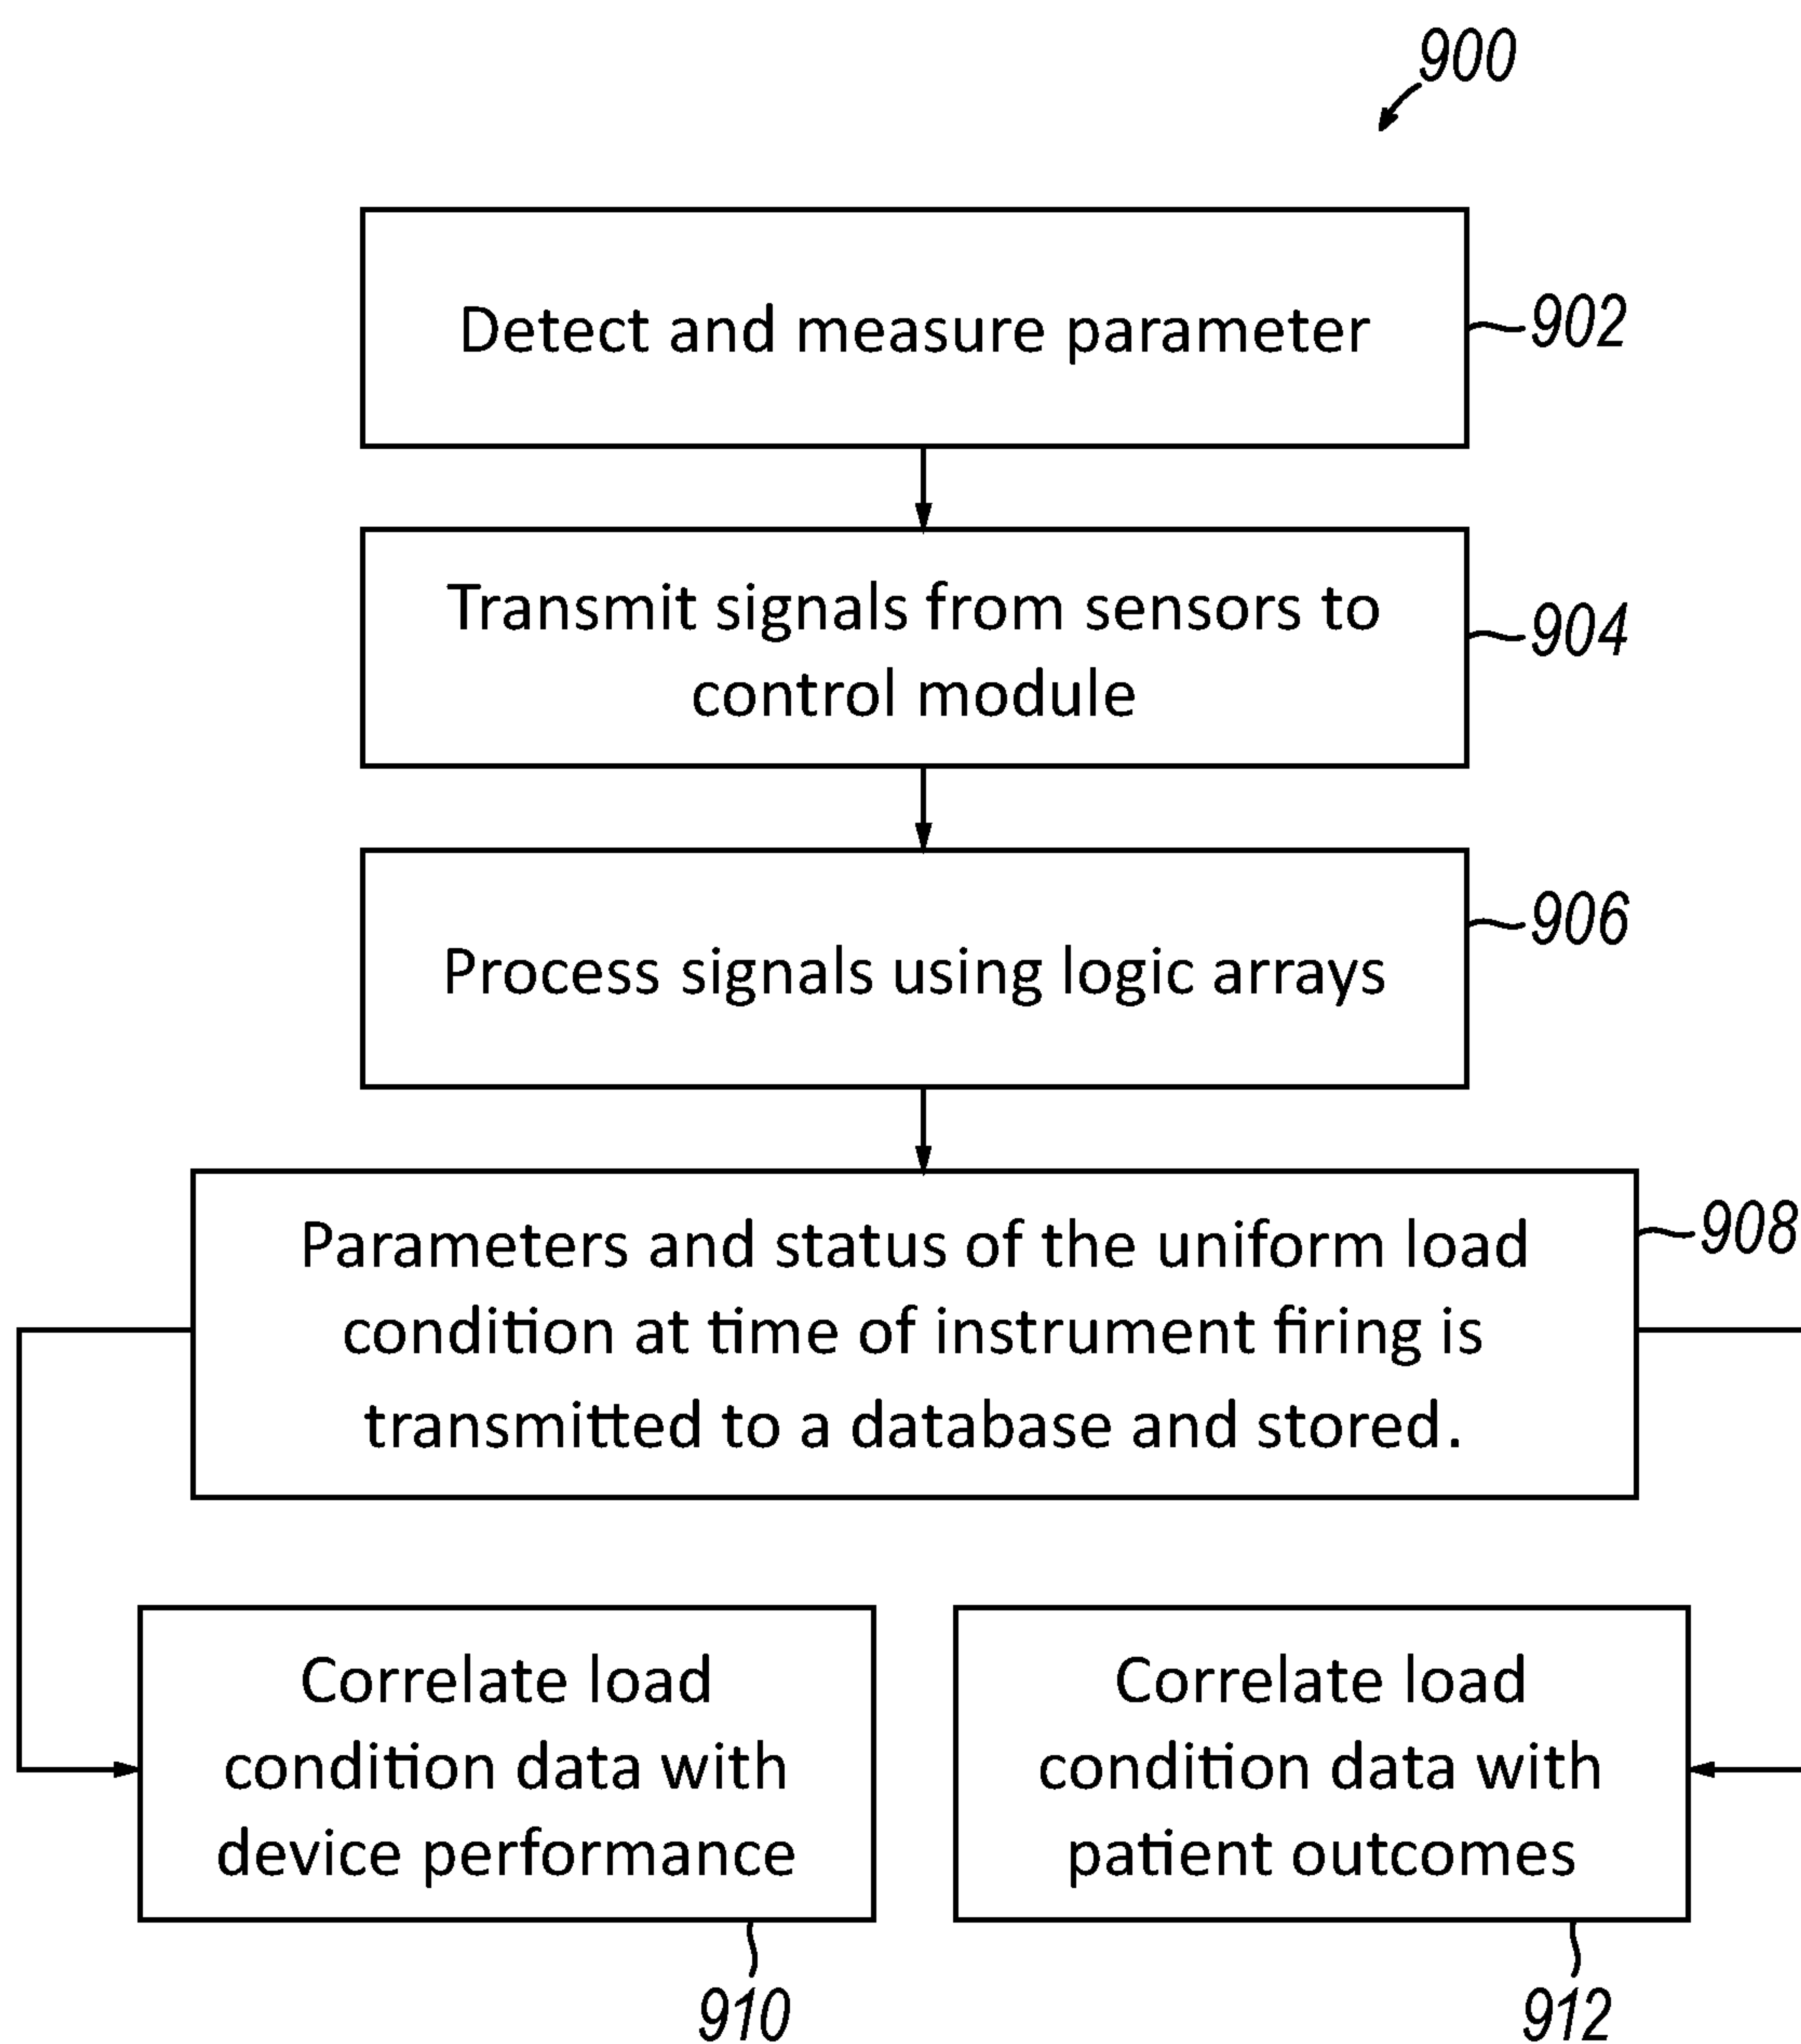 900
Detect and measure parameter
902
Transmit signals from sensors to
control module
904
Process signals using logic arrays
906
Parameters and status of the uniform load
condition at time of instrument firing is
transmitted to a database and stored.
908
Correlate load
condition data with
device performance
910
Correlate load
condition data with
patient outcomes
912